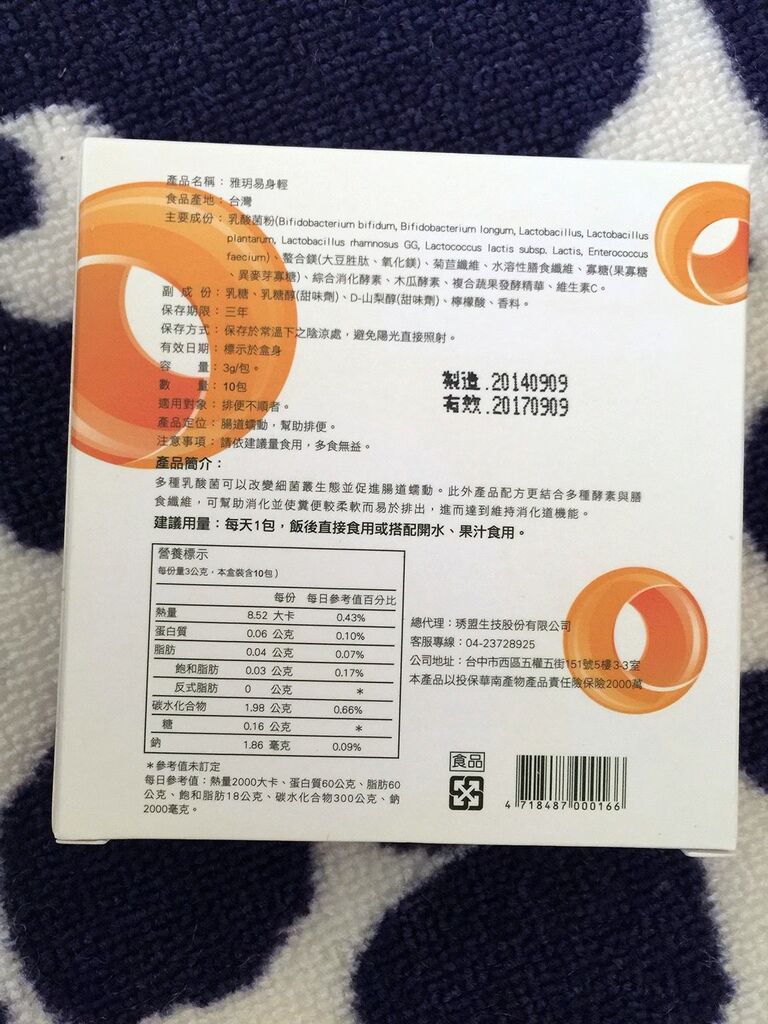 產品名稱：雅玥易身輕
食品產地：台灣
主要成份：乳酸菌粉(Bifidobacterium bifidum, Bifidobacterium longum, Lactobacillus, Lactobacillus
plantarum, Lactobacillus rhamnosus GG, Lactococcus lactis subsp. Lactis, Enterococcus
faecium)、螯合鎂(大豆胜肽、氧化鎂)、菊苣纖維、水溶性膳食纖維、寡糖(果寡糖
、異麥芽寡糖)、綜合消化酵素、木瓜酵素、複合蔬果發酵精華、維生素C。
副成份：乳糖、乳糖醇(甜味劑)、D-山梨醇(甜味劑)、檸檬酸、香料。
保存期限：三年
保存方式：保存於常溫下之陰涼處，避免陽光直接照射。
有效日期：標示於盒身
容量：3g/包。
數量：10包
適用對象：排便不順者。
產品定位：腸道蠕動，幫助排便。
注意事項：請依建議量食用，多食無益。
製造.20140909
有效.20170909
產品簡介：
多種乳酸菌可以改變細菌叢生態並促進腸道蠕動。此外產品配方更結合多種酵素與膳
食纖維，可幫助消化並使糞便較柔軟而易於排出，進而達到維持消化道機能。
建議用量：每天1包，飯後直接食用或搭配開水、果汁食用。
營養標示
每份量3公克，本盒裝含10包）
每份 每日參考值百分比
熱量 8.52 大卡 0.43%
蛋白質 0.06 公克 0.10%
脂肪 0.04 公克 0.07%
飽和脂肪 0.03 公克 0.17%
反式脂肪 0 公克 *
碳水化合物 1.98 公克 0.66%
糖 0.16 公克 *
鈉 1.86 毫克 0.09%
*參考值未訂定
每日參考值：熱量2000大卡、蛋白質60公克、脂肪60
公克、飽和脂肪18公克、碳水化合物300公克、鈉
2000毫克。
總代理：琇盟生技股份有限公司
客服專線：04-23728925
公司地址：台中市西區五權五街151號5樓3-3室
本產品以投保華南產物產品責任險保險2000萬
食品
4 718487 000166